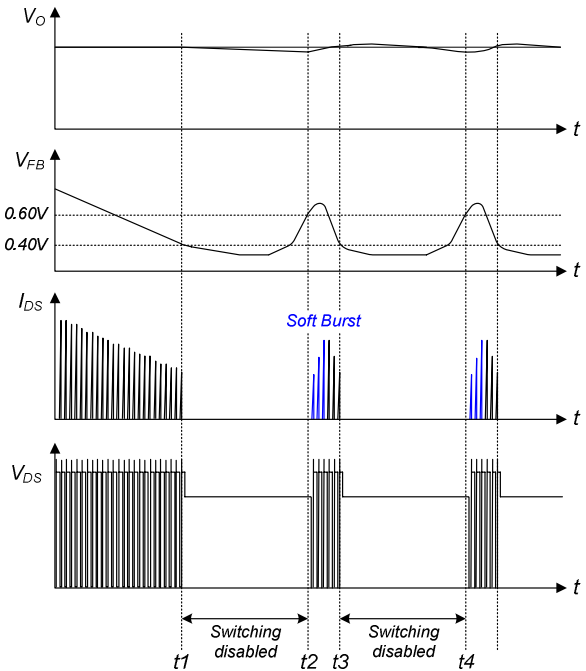 VO
t
VFB
0.60V
0.40V
t
IDS
Soft Burst
t
VDS
t
Switching
disabled
Switching
disabled
t1
t2
t3
t4